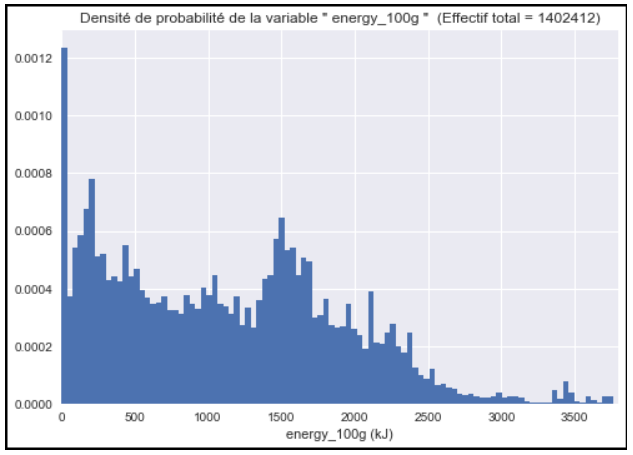 Densité de probabilité de la variable " energy_100g " (Effectif total = 1402412)
0.0012
0.0010
0.0008
0.0006
0.0004
0.0002
0.0000
0 500 1000 1500 2000 2500 3000 3500
energy_100g (kJ)